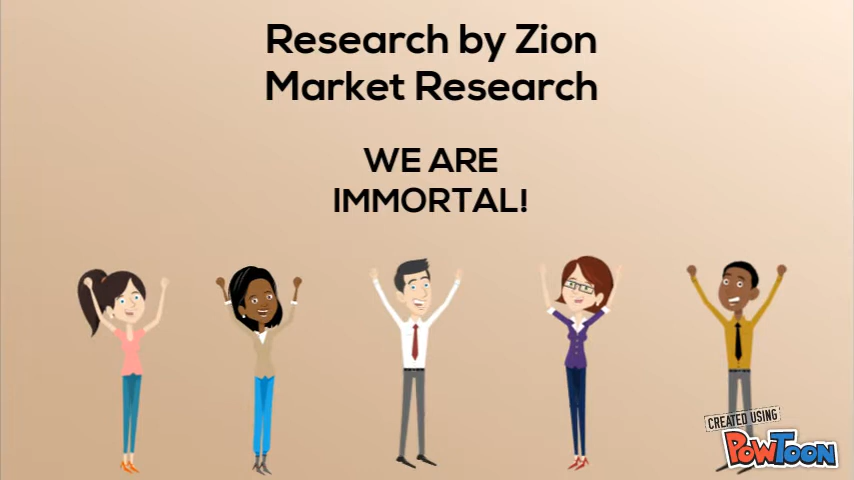 Research by Zion
Market Research
WE ARE
IMMORTAL!
CREATED USING
POWTOON